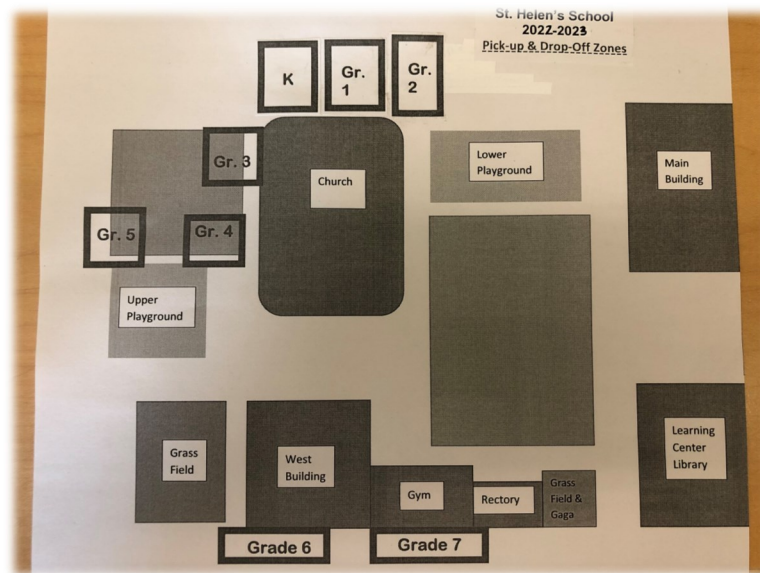 St. Helen's School
2022-2023
Pick-up & Drop-Off Zones
K
Gr.
1
Gr.
2
Gr. 3
Church
Lower
Playground
Main
Building
Gr. 5
Gr. 4
Upper
Playground
Grass
Field
West
Building
Gym
Rectory
Grass
Field &
Gaga
Learning
Center
Library
Grade 6
Grade 7